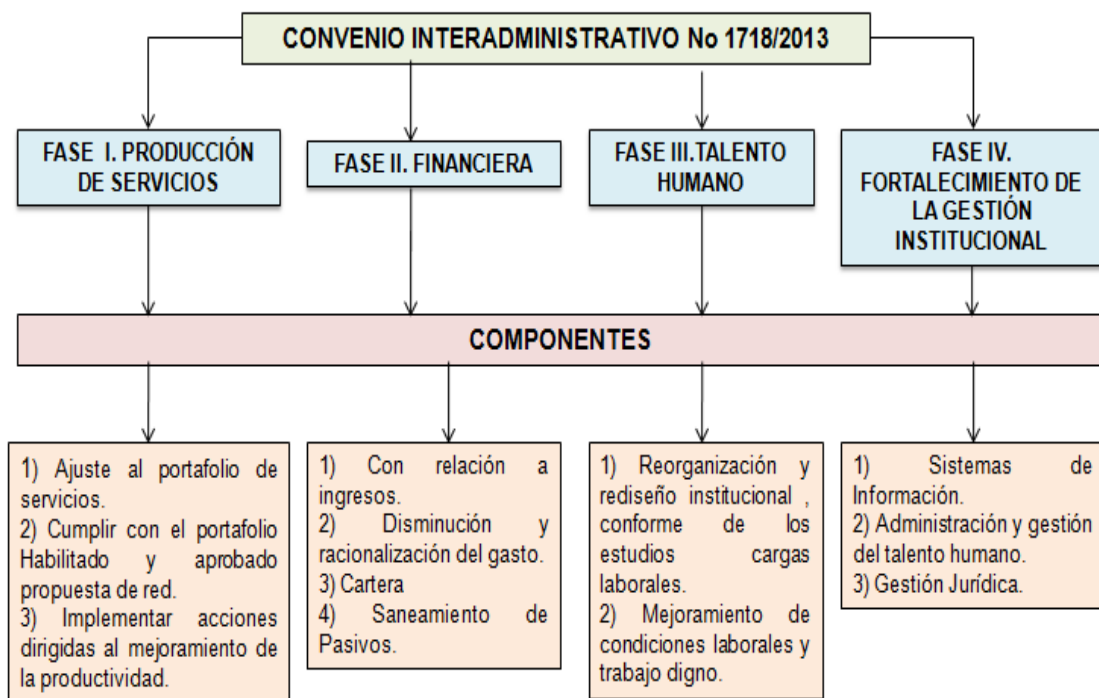 CONVENIO INTERADMINISTRATIVO No 1718/2013
FASE I. PRODUCCIÓN
DE SERVICIOS
FASE II. FINANCIERA
FASE III.TALENTO
HUMANO
FASE IV.
FORTALECIMIENTO DE
LA GESTIÓN
INSTITUCIONAL
COMPONENTES
1) Ajuste al portafolio de
servicios.
2) Cumplir con el portafolio
Habilitado y aprobado
propuesta de red.
3) Implementar acciones
dirigidas al mejoramiento de
la productividad.
1) Con relación a
ingresos.
2) Disminución y
racionalización del gasto.
3) Cartera
4) Saneamiento de
Pasivos.
1) Reorganización y
rediseño institucional ,
conforme de los
estudios cargas
laborales.
2) Mejoramiento de
condiciones laborales y
trabajo digno.
1) Sistemas de
Información.
2) Administración y gestión
del talento humano.
3) Gestión Jurídica.